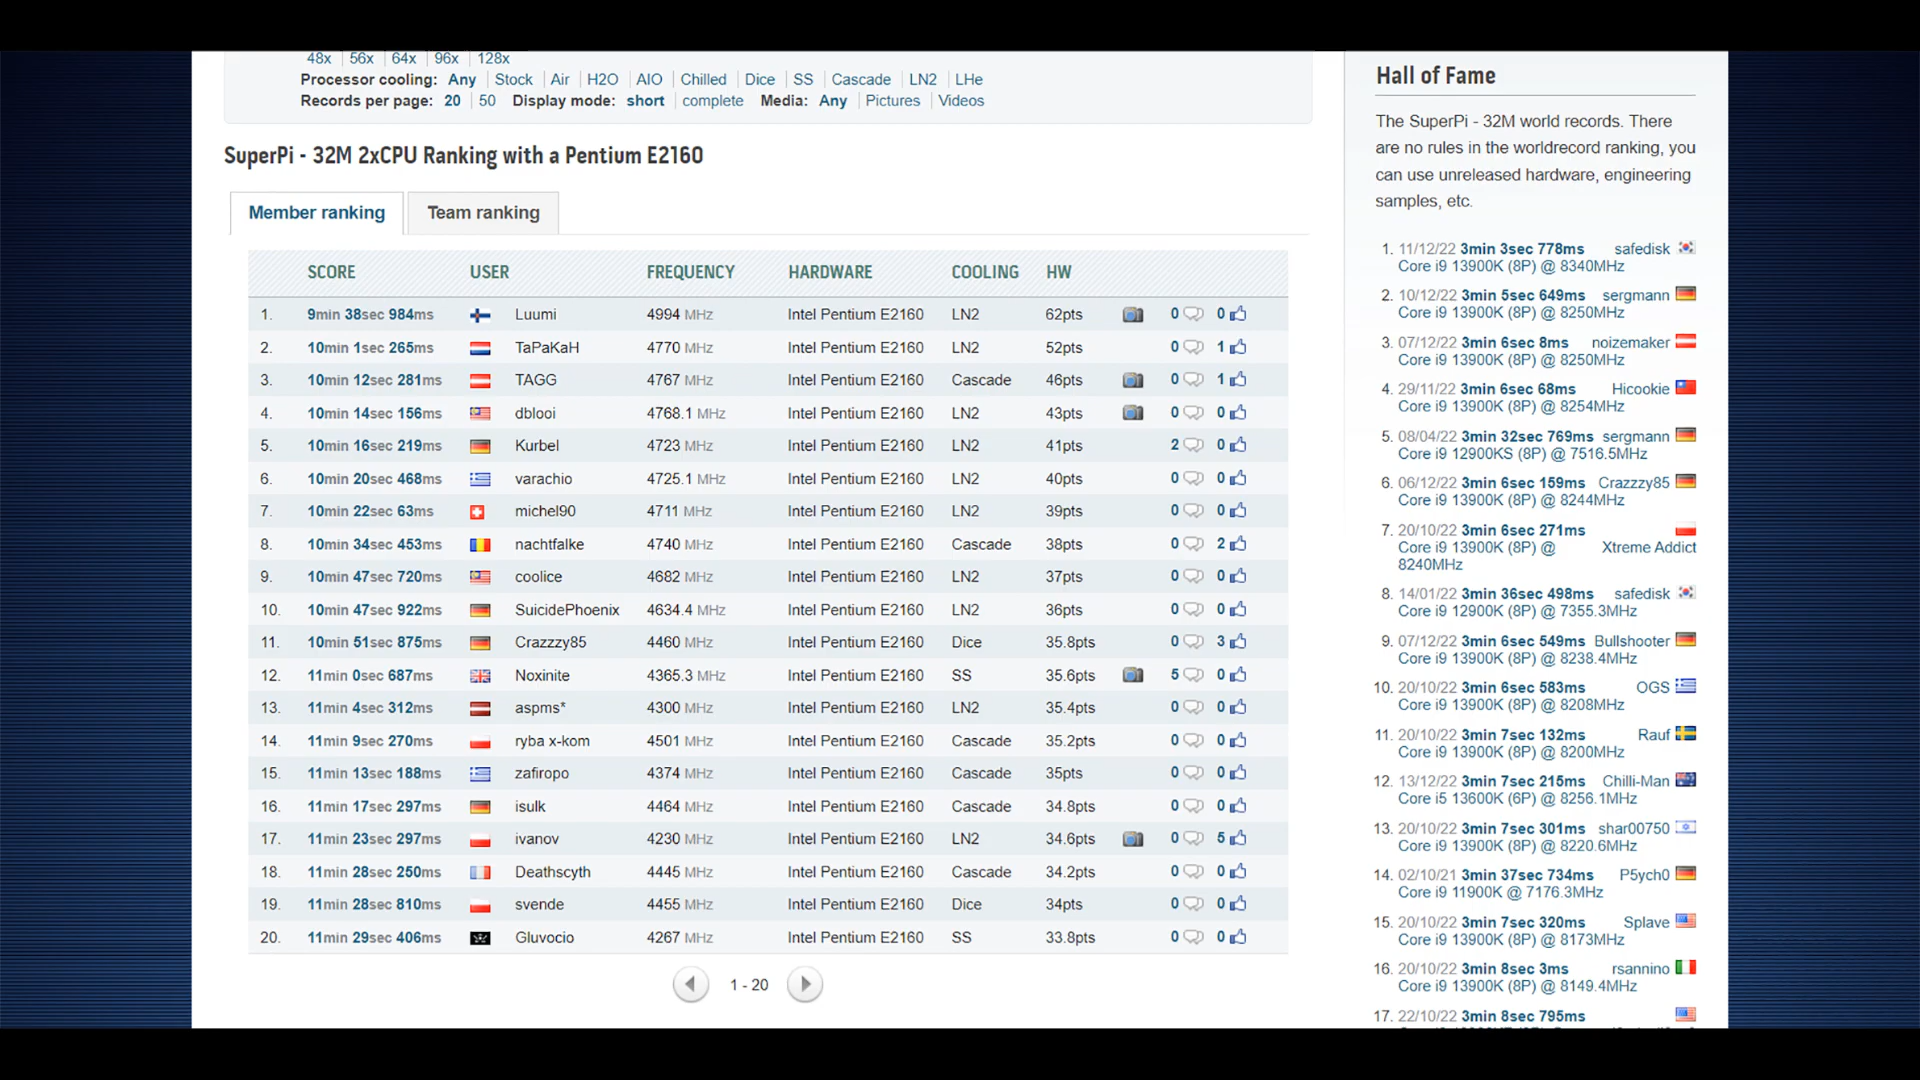 48x 56x 64x 96x 128x
Processor cooling: Any Stock Air H2O AIO Chilled Dice SS Cascade LN2 LHe
Records per page: 20 50 Display mode: short complete Media: Any Pictures Videos
SuperPi - 32M 2xCPU Ranking with a Pentium E2160
Member ranking Team ranking
SCORE USER FREQUENCY HARDWARE COOLING HW
1. 9min 38sec 984ms Luumi 4994 MHz Intel Pentium E2160 LN2 62pts 0 0
2. 10min 1sec 265ms TaPaKaH 4770 MHz Intel Pentium E2160 LN2 52pts 0 1
3. 10min 12sec 281ms TAGG 4767 MHz Intel Pentium E2160 Cascade 46pts 0 1
4. 10min 14sec 156ms dblooi 4768.1 MHz Intel Pentium E2160 LN2 43pts 0 0
5. 10min 16sec 219ms Kurbel 4723 MHz Intel Pentium E2160 LN2 41pts 2 0
6. 10min 20sec 468ms varachio 4725.1 MHz Intel Pentium E2160 LN2 40pts 0 0
7. 10min 22sec 63ms michel90 4711 MHz Intel Pentium E2160 LN2 39pts 0 0
8. 10min 34sec 453ms nachtfalke 4740 MHz Intel Pentium E2160 Cascade 38pts 0 2
9. 10min 47sec 720ms coolice 4682 MHz Intel Pentium E2160 LN2 37pts 0 0
10. 10min 47sec 922ms SuicidePhoenix 4634.4 MHz Intel Pentium E2160 LN2 36pts 0 0
11. 10min 51sec 875ms Crazzzy85 4460 MHz Intel Pentium E2160 Dice 35.8pts 0 3
12. 11min 0sec 687ms Noxinite 4365.3 MHz Intel Pentium E2160 SS 35.6pts 5 0
13. 11min 4sec 312ms aspms* 4300 MHz Intel Pentium E2160 LN2 35.4pts 0 0
14. 11min 9sec 270ms ryba x-kom 4501 MHz Intel Pentium E2160 Cascade 35.2pts 0 0
15. 11min 13sec 188ms zafiropo 4374 MHz Intel Pentium E2160 Cascade 35pts 0 0
16. 11min 17sec 297ms isulk 4464 MHz Intel Pentium E2160 Cascade 34.8pts 0 0
17. 11min 23sec 297ms ivanov 4230 MHz Intel Pentium E2160 LN2 34.6pts 0 5
18. 11min 28sec 250ms Deathscyth 4445 MHz Intel Pentium E2160 Cascade 34.2pts 0 0
19. 11min 28sec 810ms svende 4455 MHz Intel Pentium E2160 Dice 34pts 0 0
20. 11min 29sec 406ms Gluvocio 4267 MHz Intel Pentium E2160 SS 33.8pts 0 0
1 - 20
Hall of Fame
The SuperPi - 32M world records. There
are no rules in the worldrecord ranking, you
can use unreleased hardware, engineering
samples, etc.
1. 11/12/22 3min 3sec 778ms safedisk
Core i9 13900K (8P) @ 8340MHz
2. 10/12/22 3min 5sec 649ms sergmann
Core i9 13900K (8P) @ 8250MHz
3. 07/12/22 3min 6sec 8ms noizemaker
Core i9 13900K (8P) @ 8250MHz
4. 29/11/22 3min 6sec 68ms Hicookie
Core i9 13900K (8P) @ 8254MHz
5. 08/04/22 3min 32sec 769ms sergmann
Core i9 12900KS (8P) @ 7516.5MHz
6. 06/12/22 3min 6sec 159ms Crazzzy85
Core i9 13900K (8P) @ 8244MHz
7. 20/10/22 3min 6sec 271ms
Core i9 13900K (8P) @ Xtreme Addict
8240MHz
8. 14/01/22 3min 36sec 498ms safedisk
Core i9 12900K (8P) @ 7355.3MHz
9. 07/12/22 3min 6sec 549ms Bullshooter
Core i9 13900K (8P) @ 8238.4MHz
10. 20/10/22 3min 6sec 583ms OGS
Core i9 13900K (8P) @ 8208MHz
11. 20/10/22 3min 7sec 132ms Rauf
Core i9 13900K (8P) @ 8200MHz
12. 13/12/22 3min 7sec 215ms Chilli-Man
Core i5 13600K (6P) @ 8256.1MHz
13. 20/10/22 3min 7sec 301ms shar00750
Core i9 13900K (8P) @ 8220.6MHz
14. 02/10/21 3min 37sec 734ms P5ych0
Core i9 11900K @ 7176.3MHz
15. 20/10/22 3min 7sec 320ms Splave
Core i9 13900K (8P) @ 8173MHz
16. 20/10/22 3min 8sec 3ms rsannino
Core i9 13900K (8P) @ 8149.4MHz
17. 22/10/22 3min 8sec 795ms